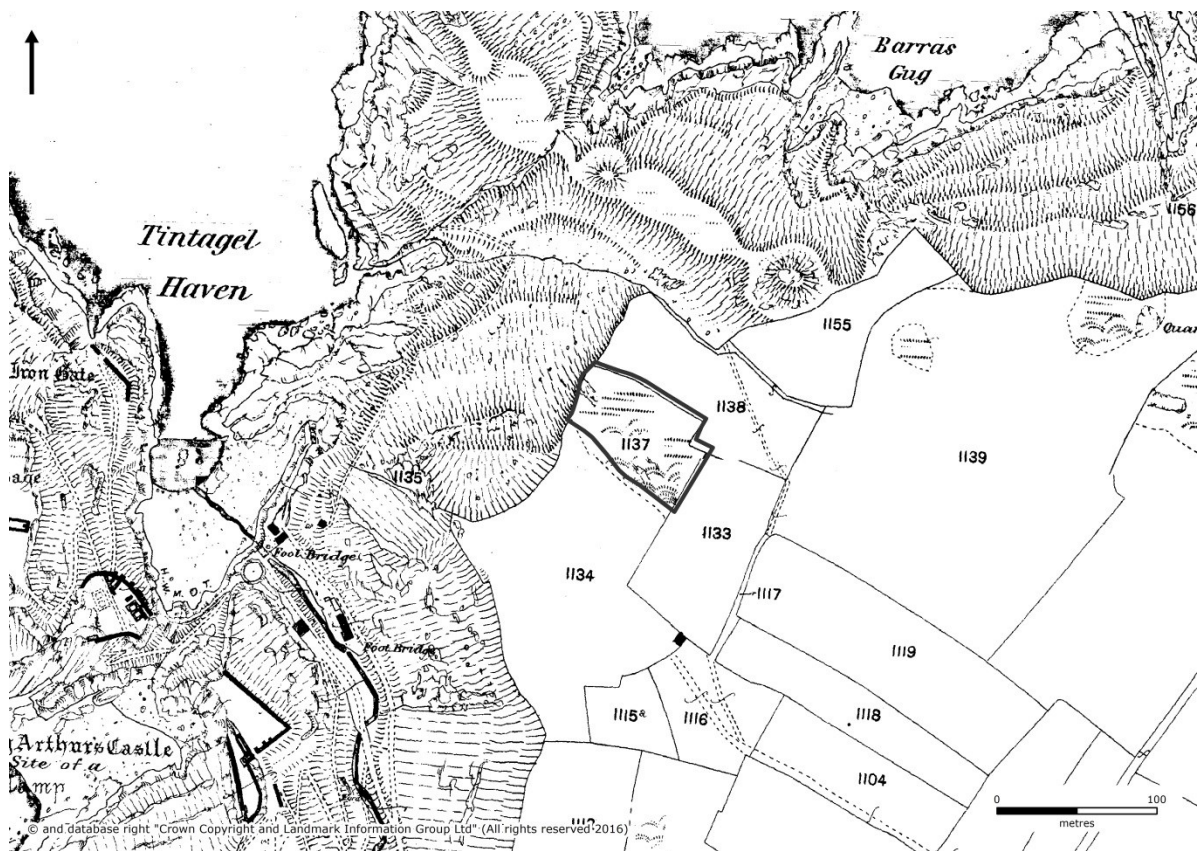 Barras
Gug
Tintagel
Haven
1156
1155
Quar
Iron Gate
1138
1137
1139
1135
1133
Foot Bridge
1134
1117
Foot Bridge
1119
1115a
1116
1118
Arthurs Castle
Site of a
1104
0
100
metres
© and database right "Crown Copyright and Landmark Information Group Ltd" (All rights reserved 2016)